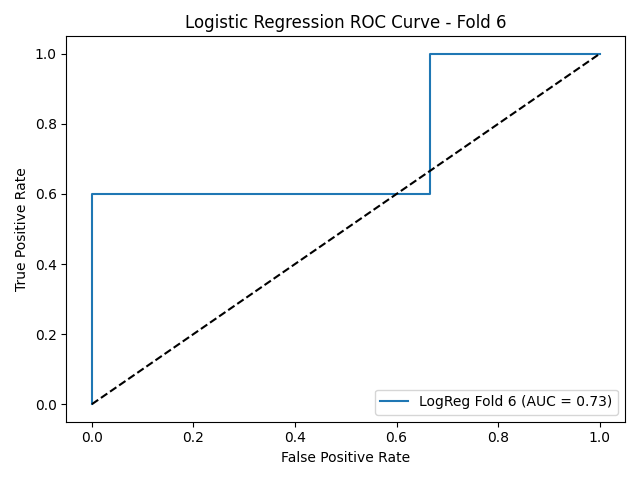 Logistic Regression ROC Curve - Fold 6
True Positive Rate
1.0
0.8
0.6
0.4
0.2
0.0
LogReg Fold 6 (AUC = 0.73)
0.0 0.2 0.4 0.6 0.8 1.0
False Positive Rate